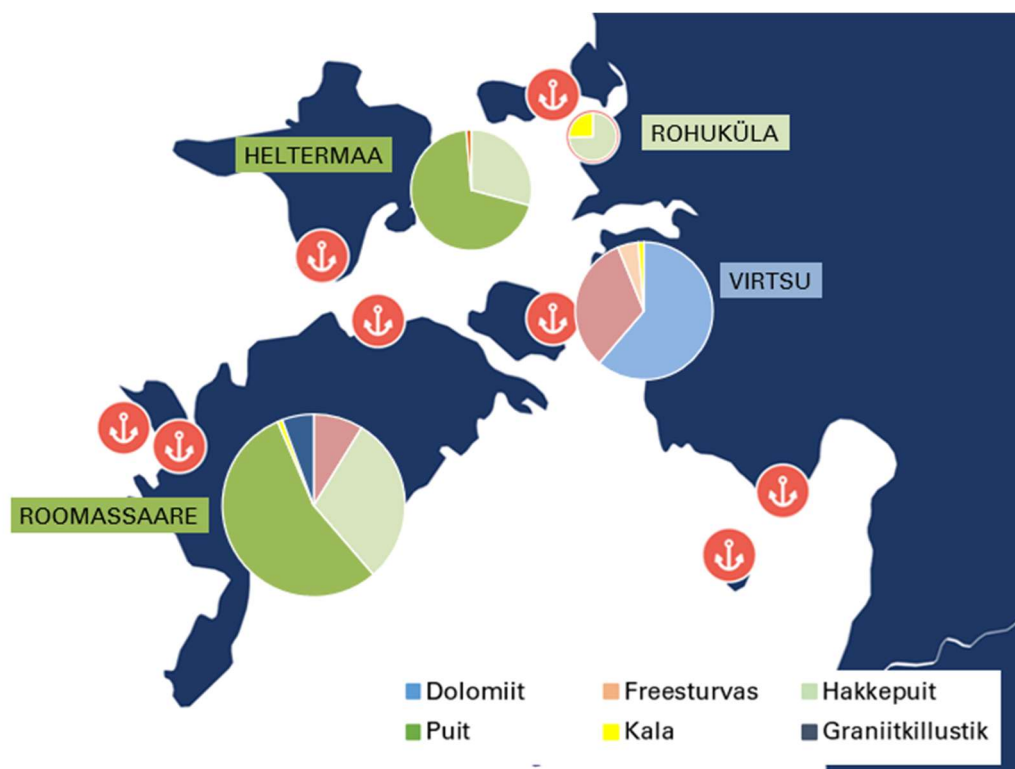 ROHUKÜLA
HELTERMAA
VIRTSU
ROOMASSAARE
Dolomiit
Freesturvas
Hakkepuit
Puit
Kala
Graniitkillustik